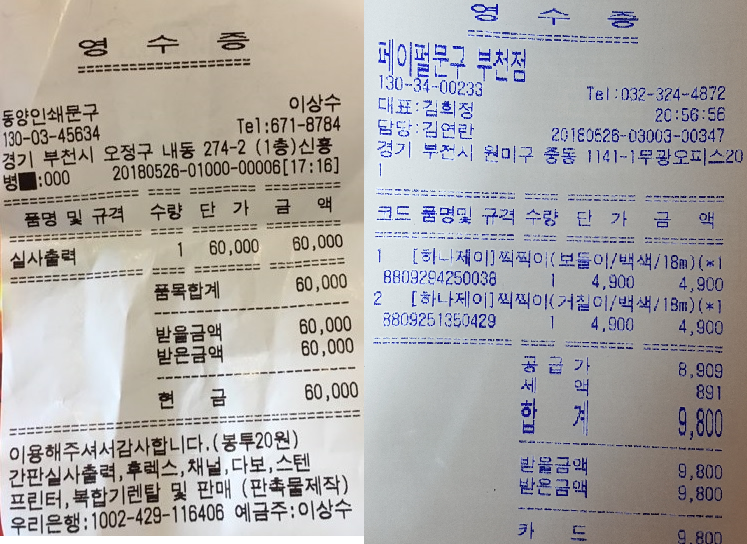 영 수 증
동양인쇄문구 이상수
130-03-45634 Tel:671-8784
경기 부천시 오정구 내동 274-2 (1층)신흥
병■:000 20180526-01000-00006[17:16]
품명 및 규격 수량 단 가 금 액
실사출력 1 60,000 60,000
품목합계 60,000
받을금액 60,000
받은금액 60,000
현 금 60,000
이용해주셔서감사합니다.(봉투20원)
간판실사출력,후렉스,채널,다보,스텐
프린터,복합기렌탈 및 판매 (판촉물제작)
우리은행:1002-429-116406 예금주:이상수
영 수 증
페이펄문구 부천점
130-34-00233 Tel:032-324-4872
대표:김희정 20:56:56
담당:김연란 20180526-03003-00347
경기 부천시 원미구 중동 1141-1무광오피스20
1
코드 품명및 규격 수량 단 가 금 액
1 [하나제이]찍찍이(보들이/백색/18m)(*1
8809294250038 1 4,900 4,900
2 [하나제이]찍찍이(거칠이/백색/18m)(*1
8809251350429 1 4,900 4,900
공 급 가 8,909
세 액 891
합 계 9,800
받을금액 9,800
받은금액 9,800
카 드 9,800